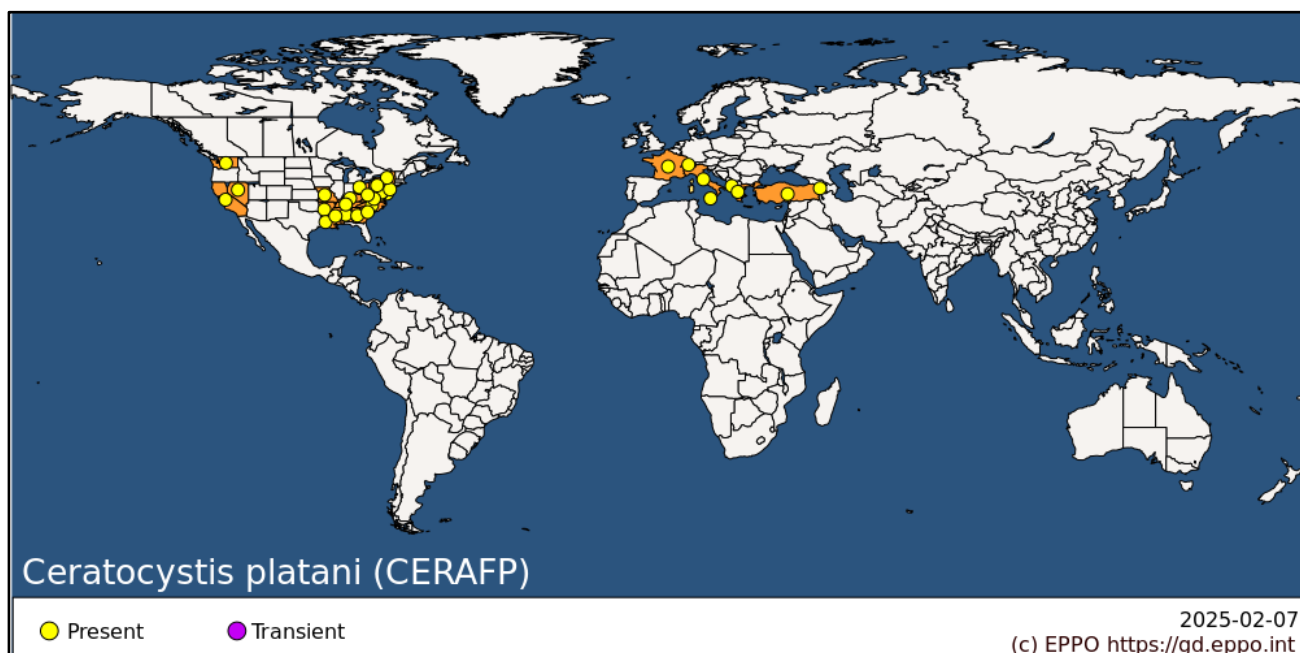 Ceratocystis platani (CERAFP)
Present
Transient
2025-02-07
(c) EPPO https://gd.eppo.int